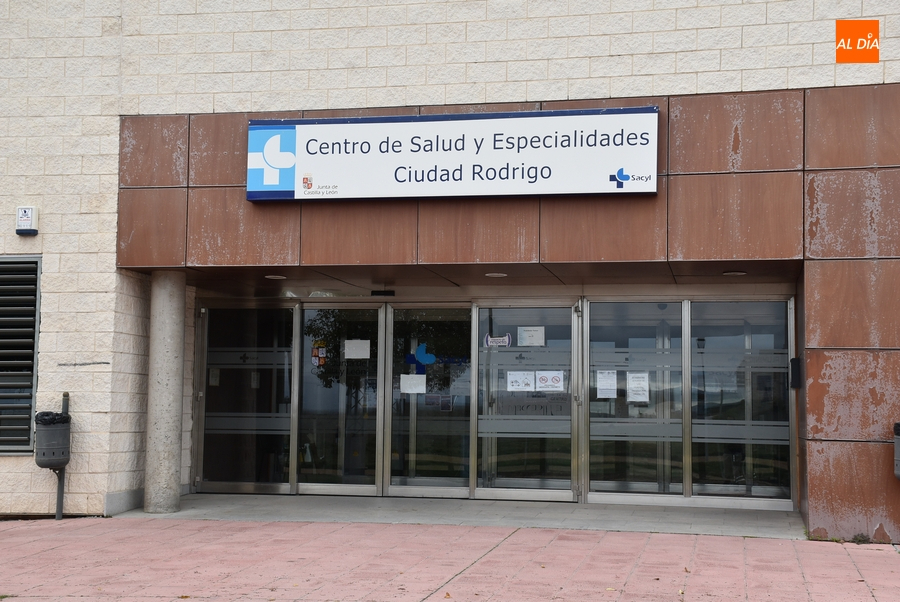 AL DÍA
Centro de Salud y Especialidades
Ciudad Rodrigo
Junta de
Castilla y León
Sacyl